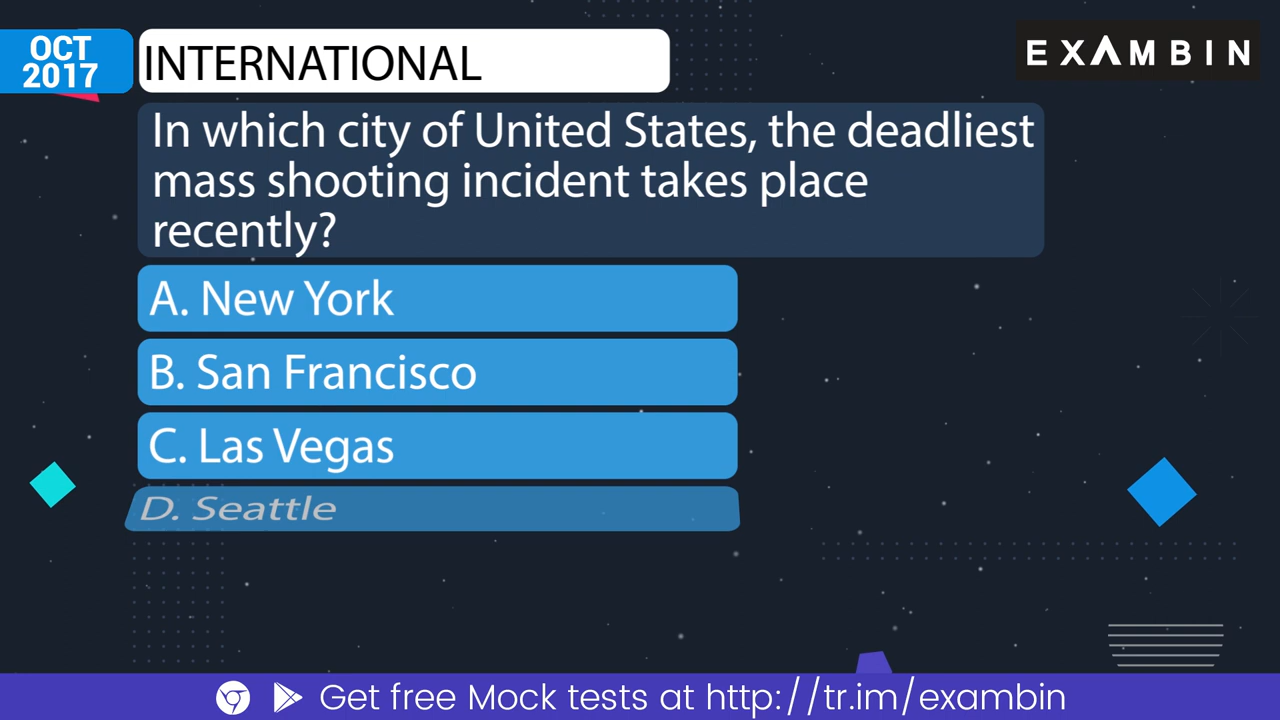 OCT
2017
INTERNATIONAL
EXAMBIN
In which city of United States, the deadliest
mass shooting incident takes place
recently?
A. New York
B. San Francisco
C. Las Vegas
D. Seattle
Get free Mock tests at http://tr.im/exambin